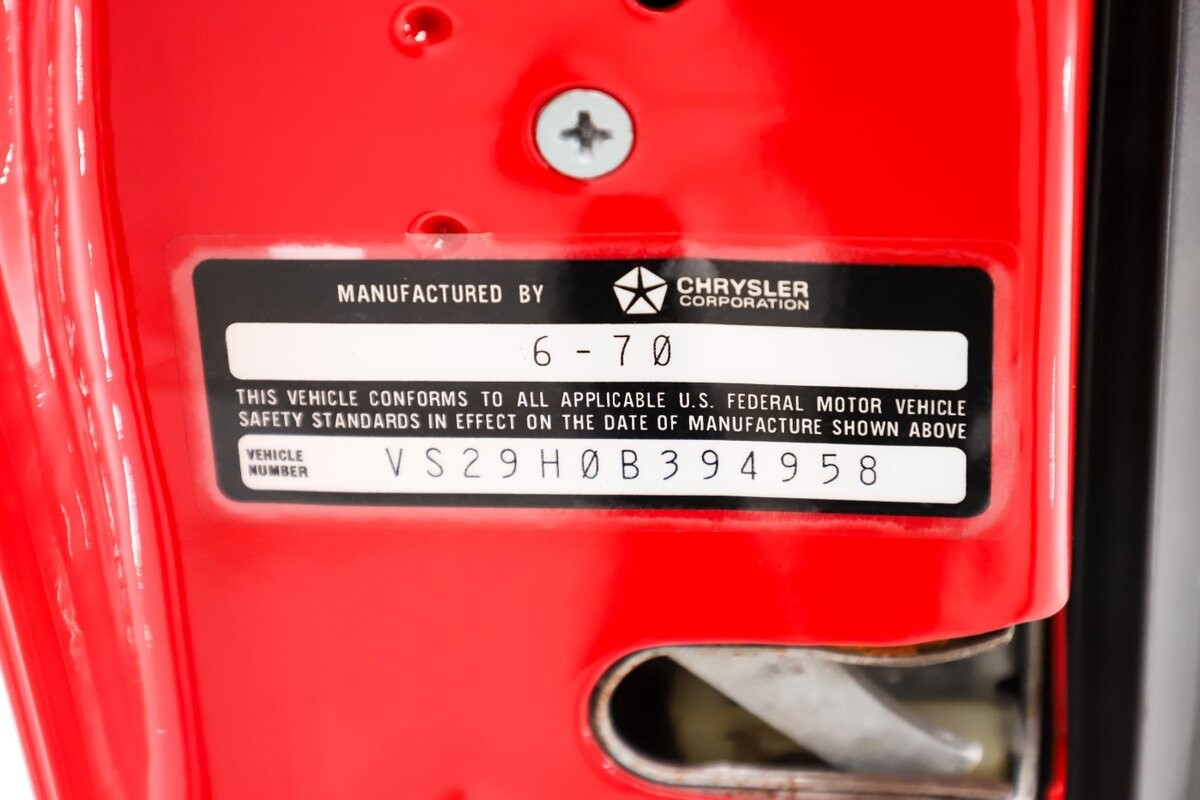 MANUFACTURED BY CHRYSLER CORPORATION
6-70
THIS VEHICLE CONFORMS TO ALL APPLICABLE U.S. FEDERAL MOTOR VEHICLE
SAFETY STANDARDS IN EFFECT ON THE DATE OF MANUFACTURE SHOWN ABOVE
VEHICLE NUMBER VS29H0B394958